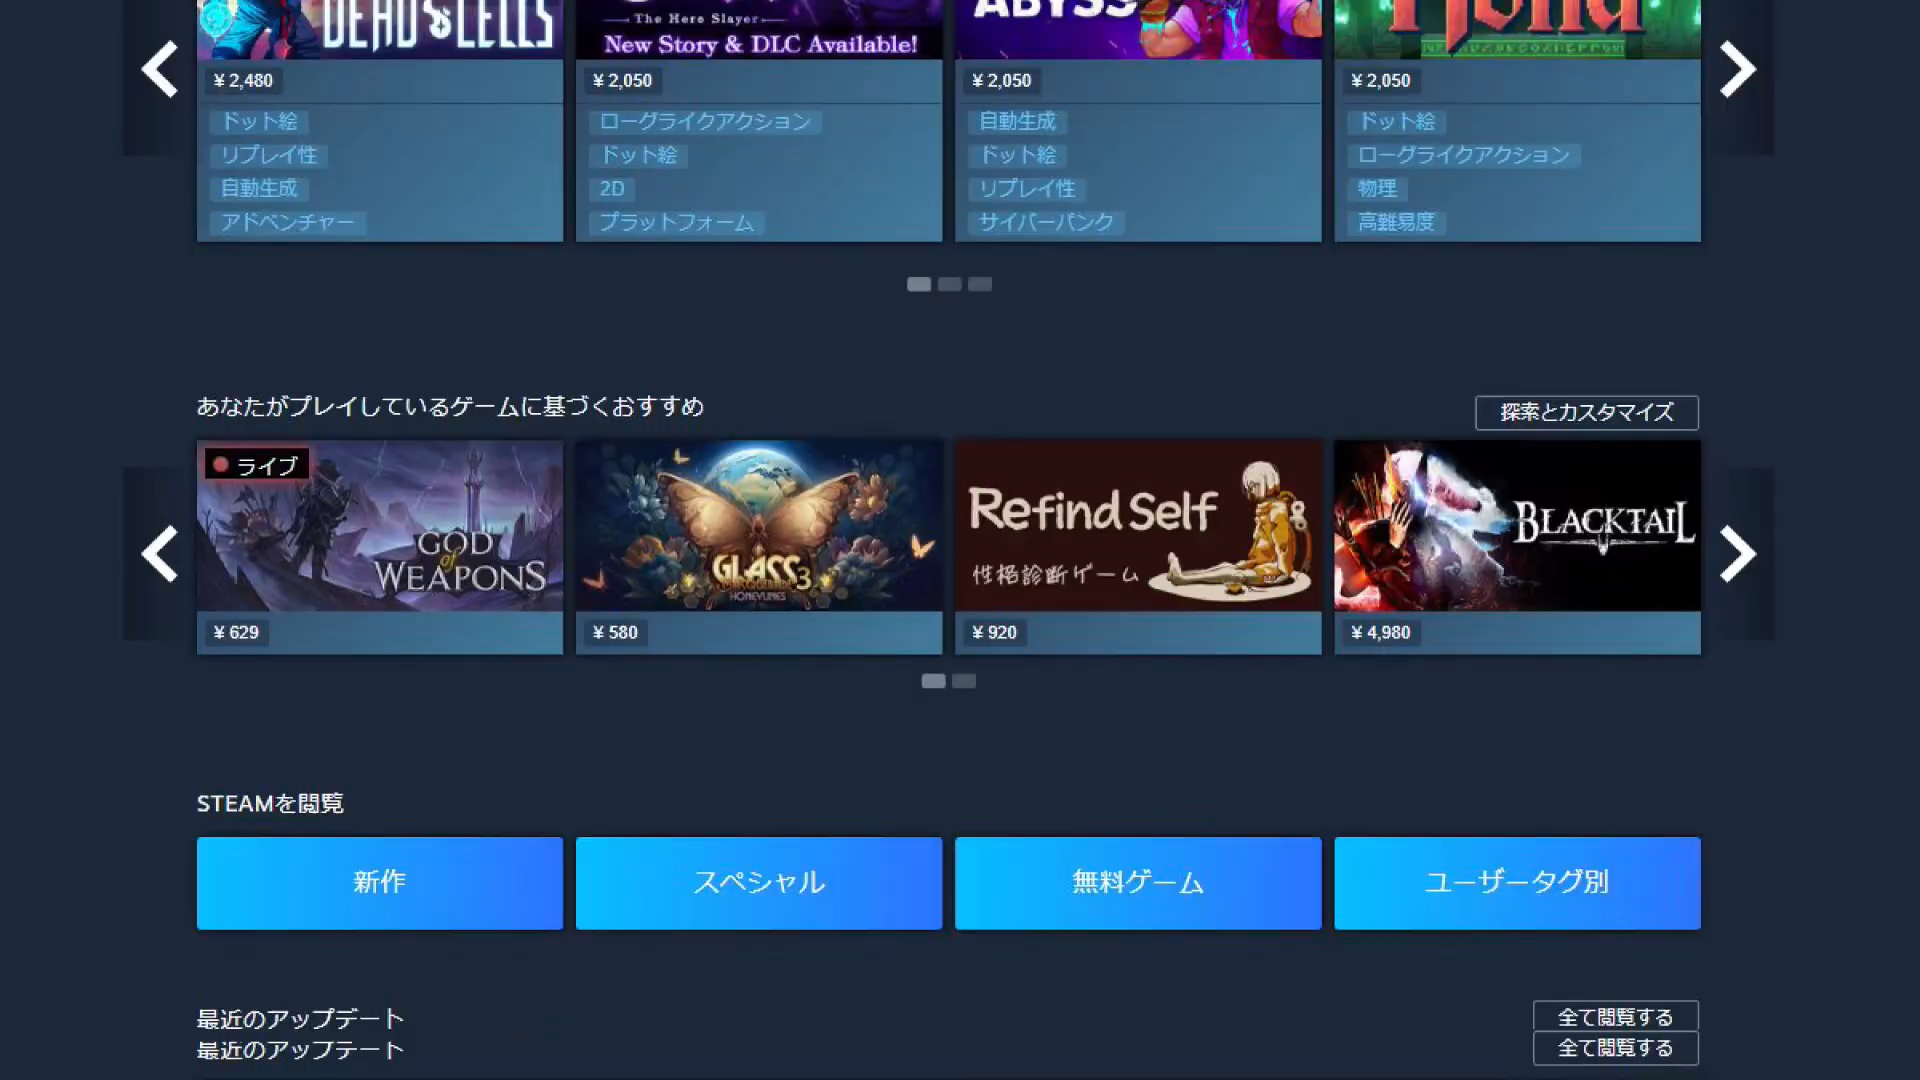 DEAD CELLS
The Hero Slayer
New Story & DLC Available!
ABYSS
¥ 2,480
¥ 2,050
¥ 2,050
¥ 2,050
ドット絵
リプレイ性
自動生成
アドベンチャー
ローグライクアクション
ドット絵
2D
プラットフォーム
自動生成
ドット絵
リプレイ性
サイバーパンク
ドット絵
ローグライクアクション
物理
高難易度
あなたがプレイしているゲームに基づくおすすめ
探索とカスタマイズ
ライブ
GOD
of
WEAPONS
GLASS
3
HONEYLINES
Refind Self
性格診断ゲーム
BLACKTAIL
¥ 629
¥ 580
¥ 920
¥ 4,980
STEAMを閲覧
新作
スペシャル
無料ゲーム
ユーザータグ別
最近のアップデート
全て閲覧する
最近のアップデート
全て閲覧する